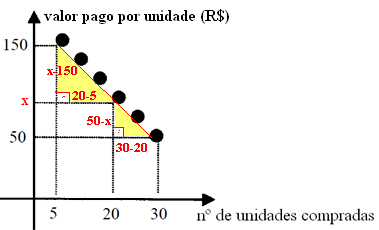 valor pago por unidade (R$)
150
x-150
x
20-5
50-x
50
30-20
5 20 30 nº de unidades compradas